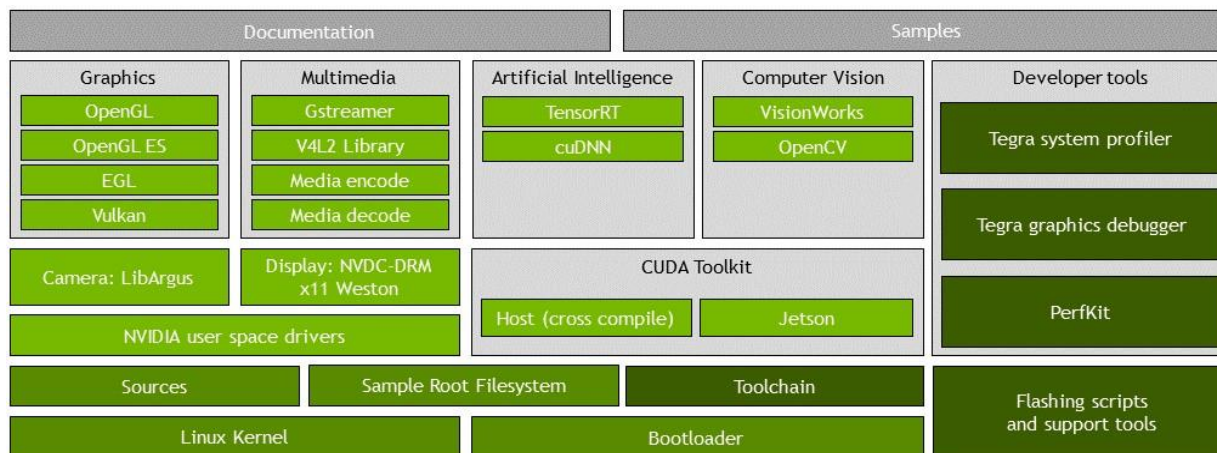 Documentation
Samples
Graphics
OpenGL
OpenGL ES
EGL
Vulkan
Multimedia
Gstreamer
V4L2 Library
Media encode
Media decode
Artificial Intelligence
TensorRT
cuDNN
Computer Vision
VisionWorks
OpenCV
Developer tools
Tegra system profiler
Tegra graphics debugger
PerfKit
Camera: LibArgus
Display: NVDC-DRM
x11 Weston
CUDA Toolkit
Host (cross compile)
Jetson
NVIDIA user space drivers
Sources
Sample Root Filesystem
Toolchain
Flashing scripts
and support tools
Linux Kernel
Bootloader